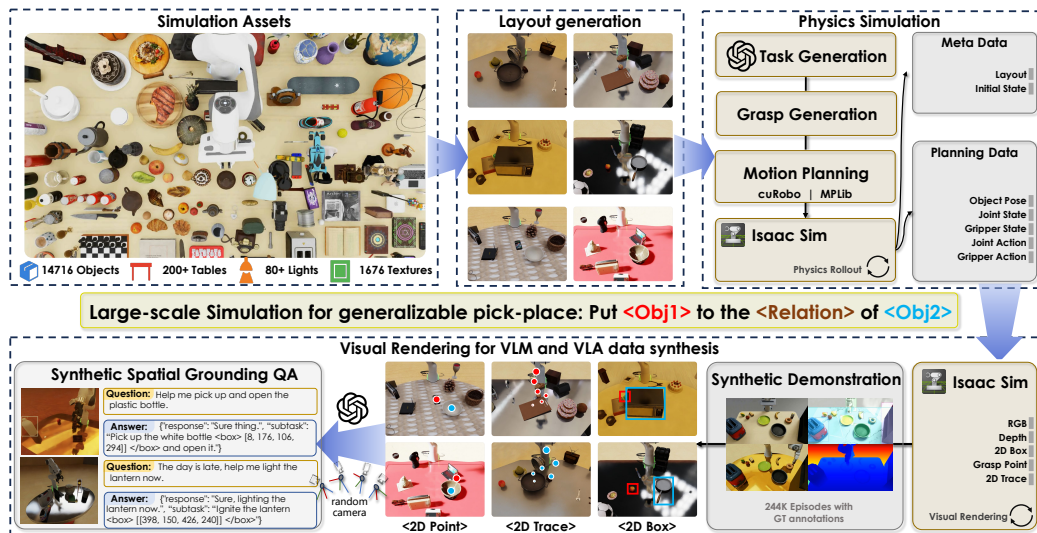 Simulation Assets
14716 Objects
200+ Tables
80+ Lights
1676 Textures
Layout generation
Physics Simulation
Task Generation
Grasp Generation
Motion Planning
cuRobo | MPLib
Isaac Sim
Physics Rollout
Meta Data
Layout
Initial State
Planning Data
Object Pose
Joint State
Gripper State
Joint Action
Gripper Action
Large-scale Simulation for generalizable pick-place: Put <Obj1> to the <Relation> of <Obj2>
Visual Rendering for VLM and VLA data synthesis
Synthetic Spatial Grounding QA
Question: Help me pick up and open the
plastic bottle.
Answer: {"response": "Sure thing.", "subtask":
"Pick up the white bottle <box> [8, 176, 106,
294]] </box> and open it."}
Question: The day is late, help me light the
lantern now.
Answer: {"response": "Sure, lighting the
lantern now.", "subtask": "Ignite the lantern
<box> [[398, 150, 426, 240]] </box>"}
random
camera
<2D Point>
<2D Trace>
<2D Box>
Synthetic Demonstration
244K Episodes with
GT annotations
Isaac Sim
RGB
Depth
2D Box
Grasp Point
2D Trace
Visual Rendering